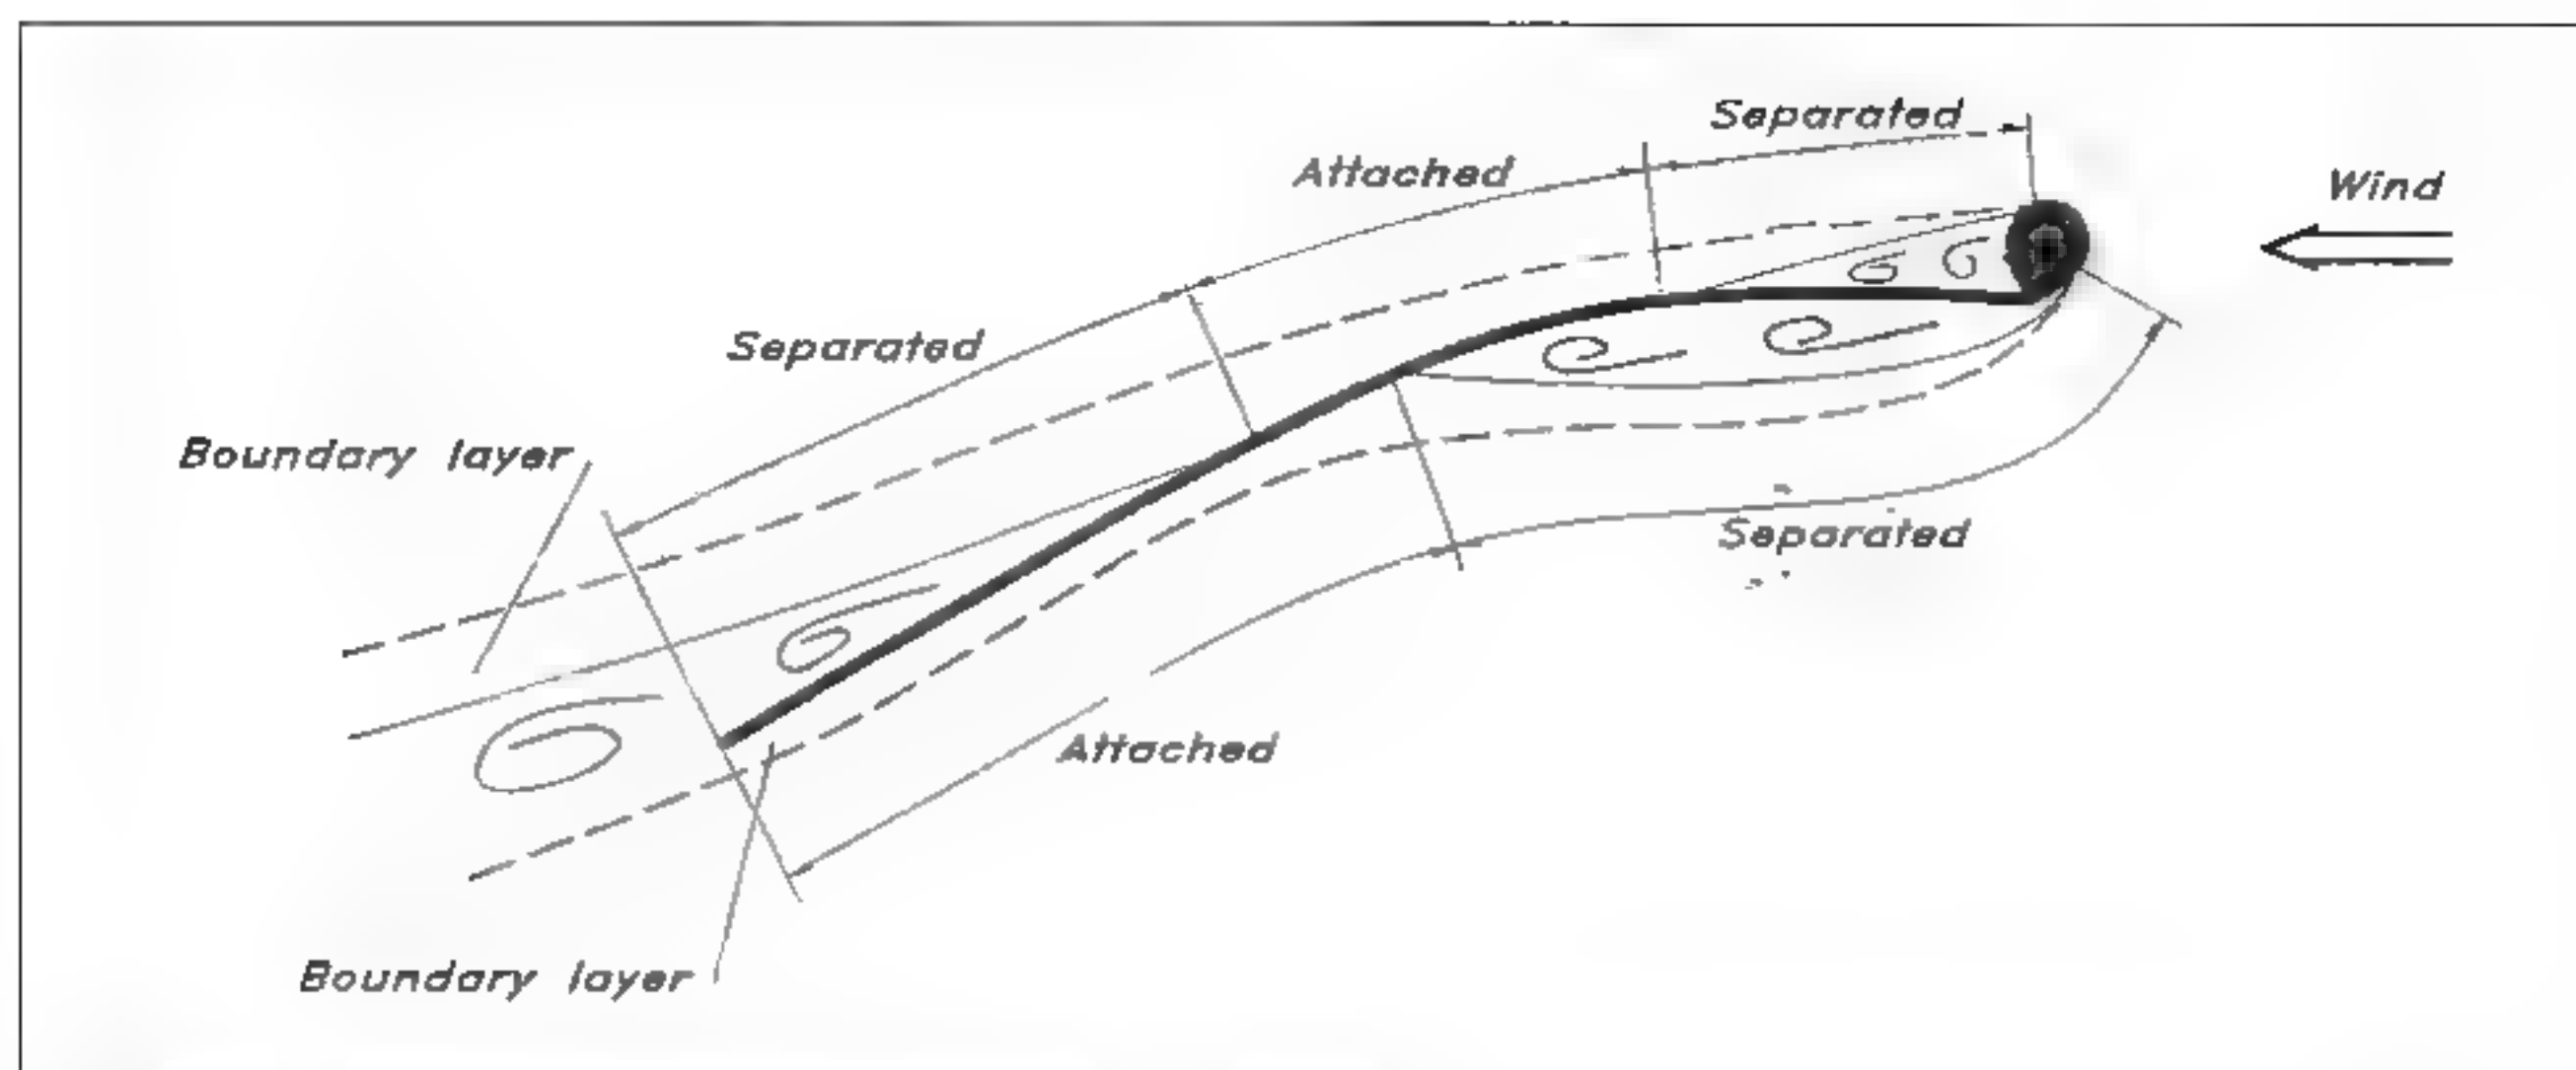 Separated
Attached
Wind
Separated
Boundary layer
Separated
Attached
Boundary layer